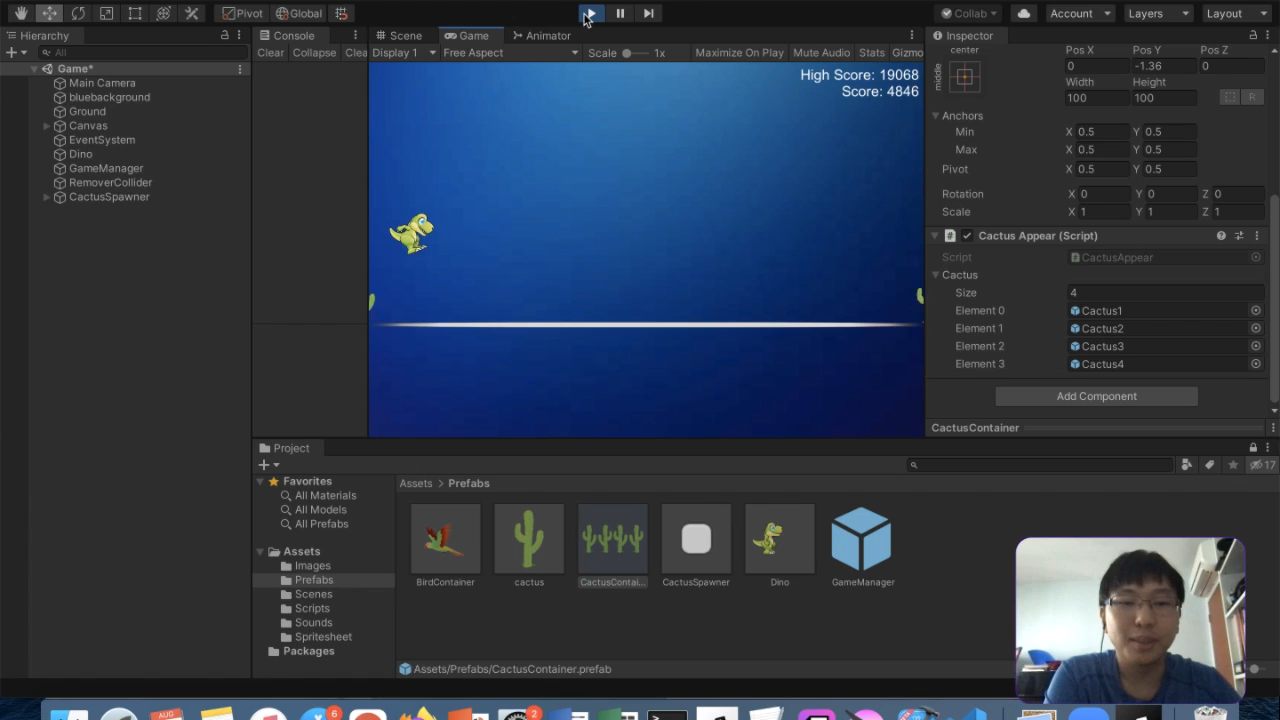 Pivot Global Collab Account Layers Layout
Hierarchy Console Scene Game Animator Inspector
All Clear Collapse Clear Display 1 Free Aspect Scale 1x Maximize On Play Mute Audio Stats Gizmo
center Pos X Pos Y Pos Z
middle 0 -1.36 0
Width Height
100 100
Game*
Main Camera
bluebackground
Ground
Canvas
EventSystem
Dino
GameManager
RemoverCollider
CactusSpawner
High Score: 19068
Score: 4846
Anchors
Min X 0.5 Y 0.5
Max X 0.5 Y 0.5
Pivot X 0.5 Y 0.5
Rotation X 0 Y 0 Z 0
Scale X 1 Y 1 Z 1
# Cactus Appear (Script)
Script CactusAppear
Cactus
Size 4
Element 0 Cactus1
Element 1 Cactus2
Element 2 Cactus3
Element 3 Cactus4
Add Component
CactusContainer
Project
17
Favorites
All Materials
All Models
All Prefabs
Assets
Images
Prefabs
Scenes
Scripts
Sounds
Spritesheet
Packages
Assets > Prefabs
BirdContainer cactus CactusContai... CactusSpawner Dino GameManager
Assets/Prefabs/CactusContainer.prefab
AUG 6 2